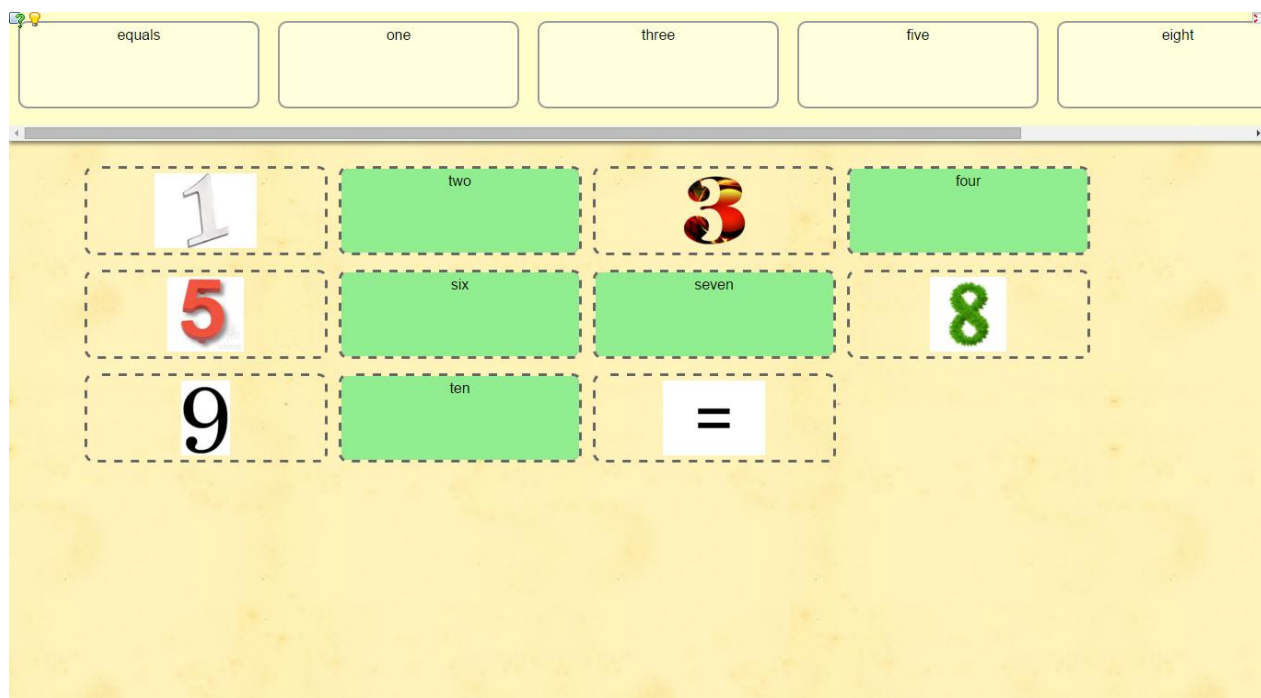 equals
one
three
five
eight
1
two
3
four
5
six
seven
8
9
ten
=